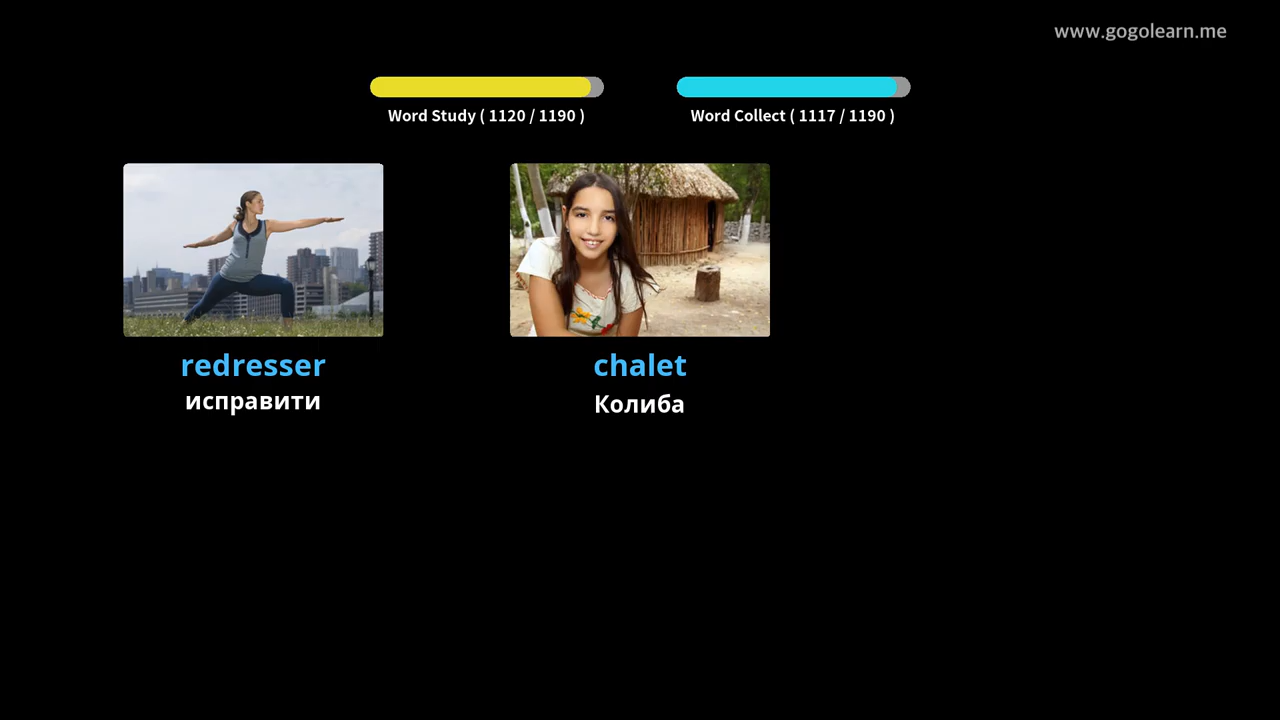 www.gogolearn.me
Word Study ( 1120 / 1190 )
Word Collect ( 1117 / 1190 )
redresser
исправити
chalet
Колиба